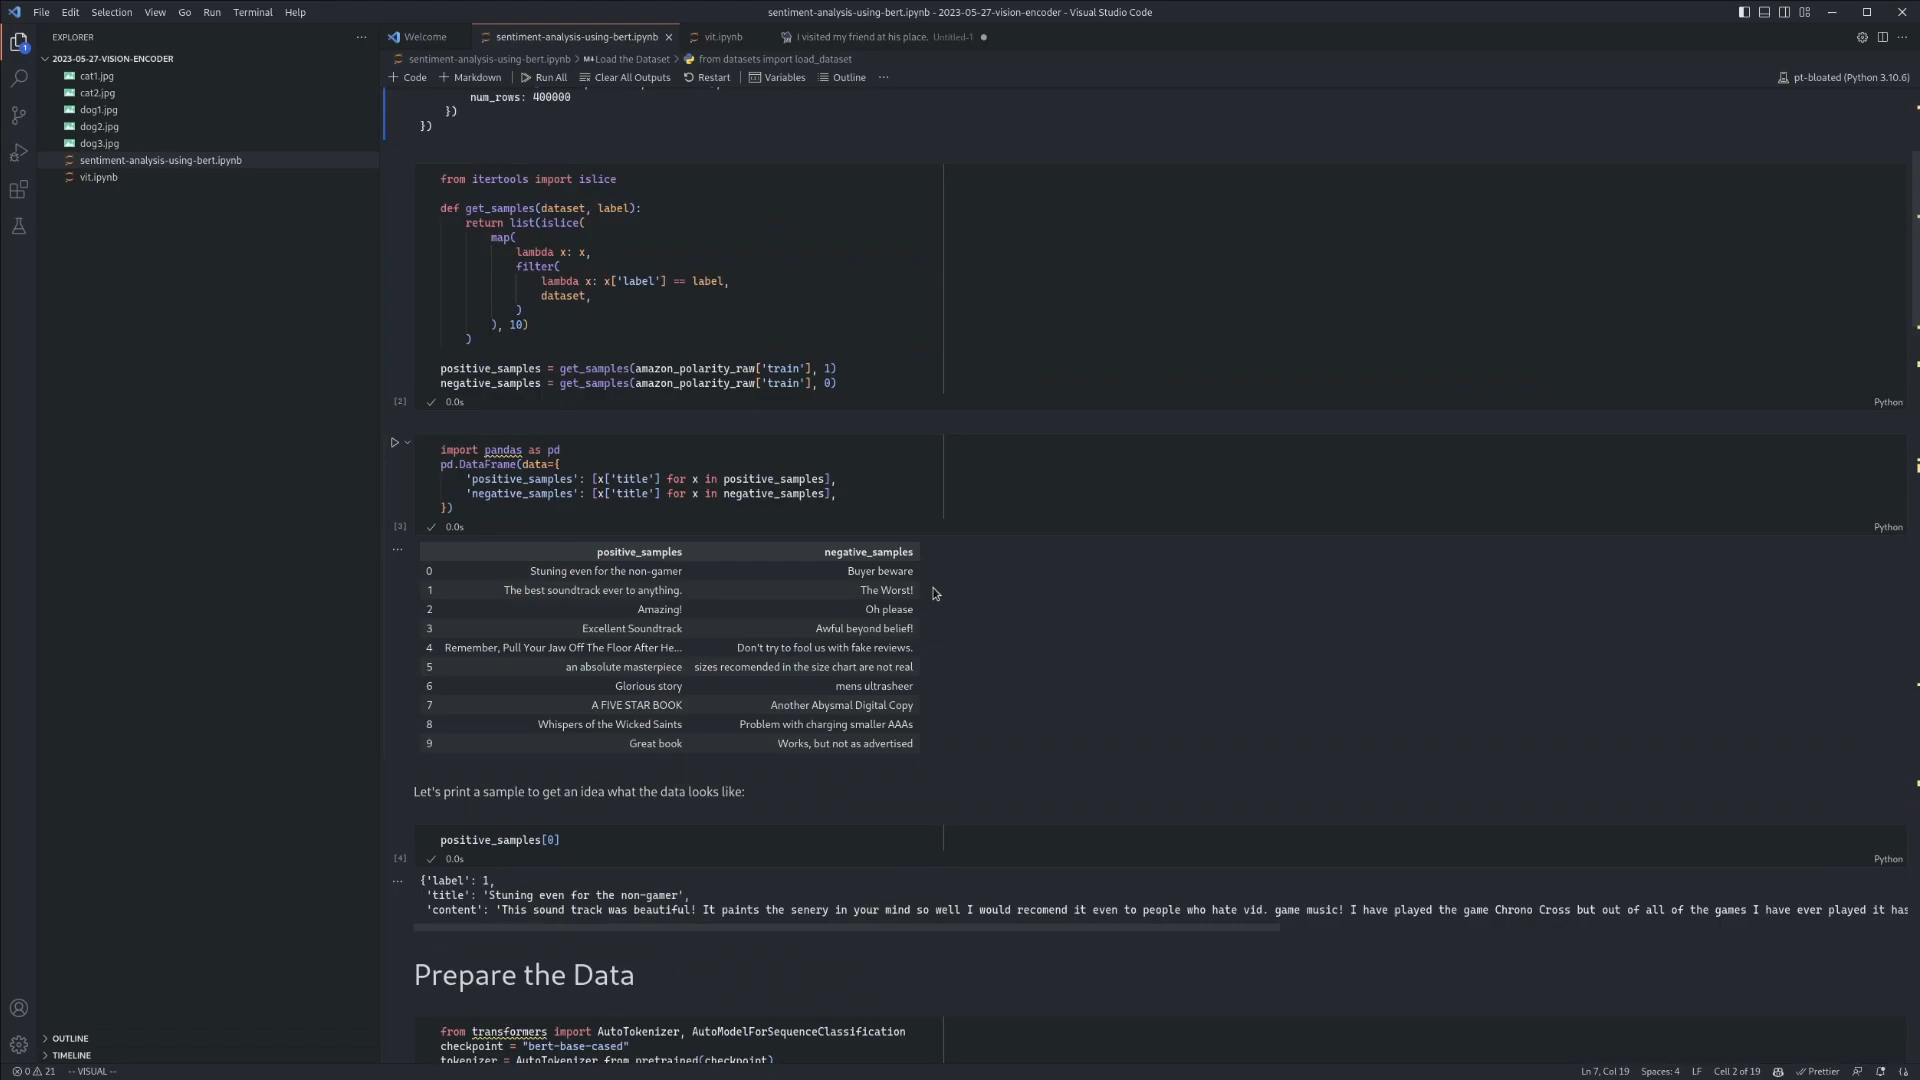 File Edit Selection View Go Run Terminal Help
sentiment-analysis-using-bert.ipynb - 2023-05-27-vision-encoder - Visual Studio Code
EXPLORER
2023-05-27-VISION-ENCODER
cat1.jpg
cat2.jpg
dog1.jpg
dog2.jpg
dog3.jpg
sentiment-analysis-using-bert.ipynb
vit.ipynb
OUTLINE
TIMELINE
Welcome sentiment-analysis-using-bert.ipynb vit.ipynb I visited my friend at his place. Untitled-1
sentiment-analysis-using-bert.ipynb > M↓Load the Dataset > from datasets import load_dataset
+ Code + Markdown Run All Clear All Outputs Restart Variables Outline ... pt-bloated (Python 3.10.6)
num_rows: 400000
})
})
from itertools import islice
def get_samples(dataset, label):
return list(islice(
map(
lambda x: x,
filter(
lambda x: x['label'] == label,
dataset,
)
), 10)
)
positive_samples = get_samples(amazon_polarity_raw['train'], 1)
negative_samples = get_samples(amazon_polarity_raw['train'], 0)
[2] ✓ 0.0s Python
import pandas as pd
pd.DataFrame(data={
'positive_samples': [x['title'] for x in positive_samples],
'negative_samples': [x['title'] for x in negative_samples],
})
[3] ✓ 0.0s Python
positive_samples negative_samples
0 Stuning even for the non-gamer Buyer beware
1 The best soundtrack ever to anything. The Worst!
2 Amazing! Oh please
3 Excellent Soundtrack Awful beyond belief!
4 Remember, Pull Your Jaw Off The Floor After He... Don't try to fool us with fake reviews.
5 an absolute masterpiece sizes recomended in the size chart are not real
6 Glorious story mens ultrasheer
7 A FIVE STAR BOOK Another Abysmal Digital Copy
8 Whispers of the Wicked Saints Problem with charging smaller AAAs
9 Great book Works, but not as advertised
Let's print a sample to get an idea what the data looks like:
positive_samples[0]
[4] ✓ 0.0s Python
{'label': 1,
'title': 'Stuning even for the non-gamer',
'content': 'This sound track was beautiful! It paints the senery in your mind so well I would recomend it even to people who hate vid. game music! I have played the game Chrono Cross but out of all of the games I have ever played it has
Prepare the Data
from transformers import AutoTokenizer, AutoModelForSequenceClassification
checkpoint = "bert-base-cased"
tokenizer = AutoTokenizer.from_pretrained(checkpoint)
0 21 -- VISUAL -- Ln 7, Col 19 Spaces: 4 LF Cell 2 of 19 Prettier